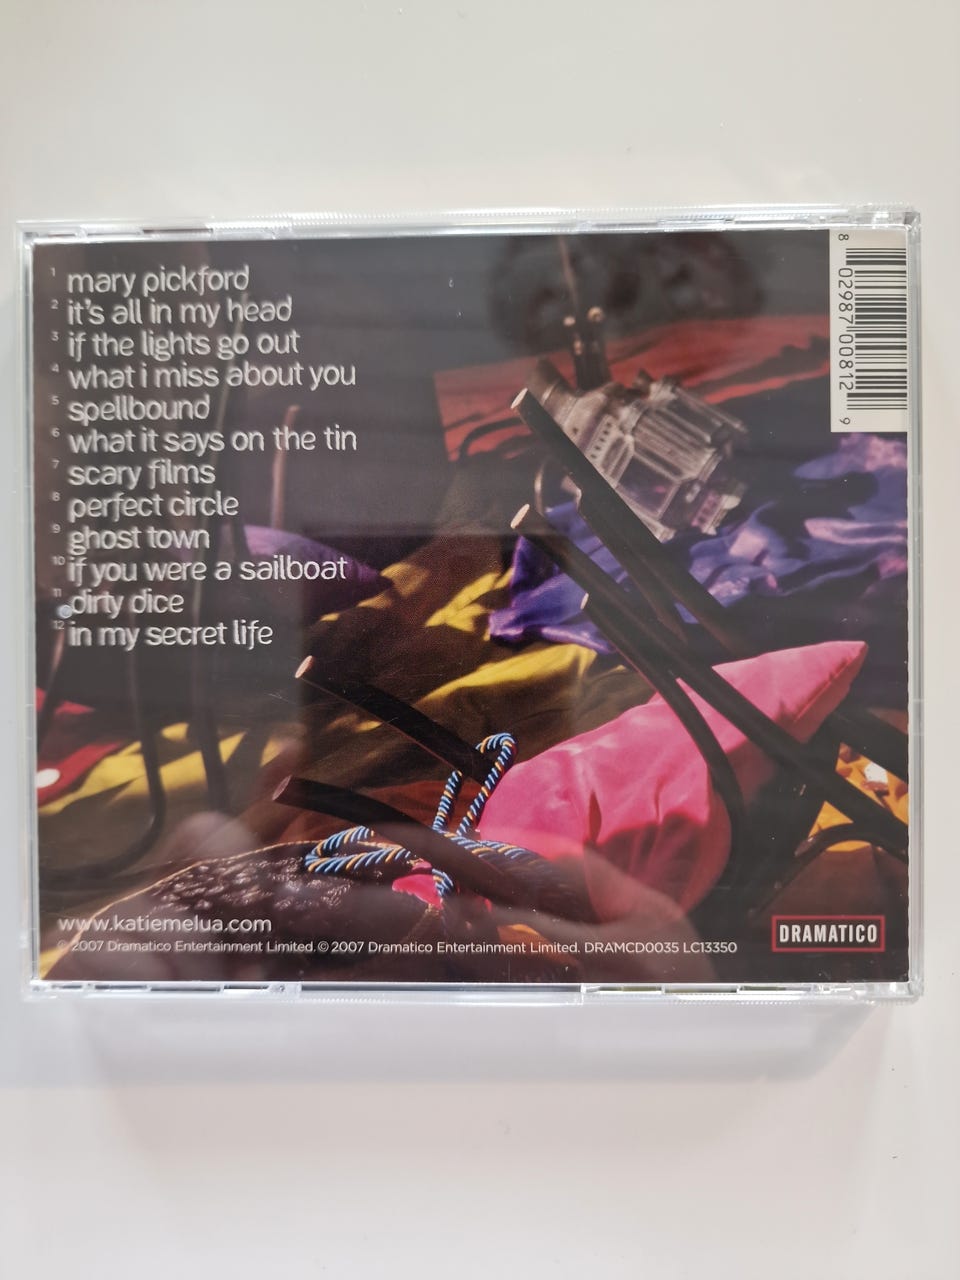 1 mary pickford
2 it's all in my head
3 if the lights go out
4 what i miss about you
5 spellbound
6 what it says on the tin
7 scary films
8 perfect circle
9 ghost town
10 if you were a sailboat
11 dirty dice
12 in my secret life
8 02987 00812 9
www.katiemelua.com
℗ 2007 Dramatico Entertainment Limited. © 2007 Dramatico Entertainment Limited. DRAMCD0035 LC13350
DRAMATICO